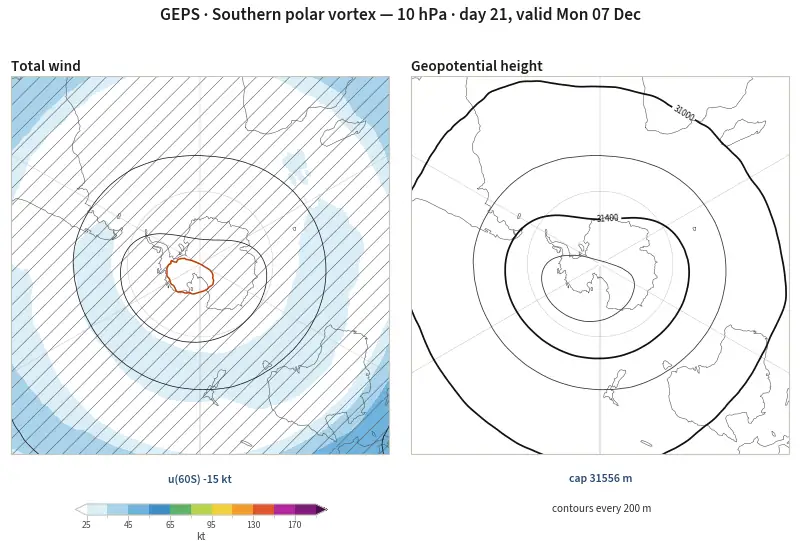 GEPS · Southern polar vortex — 10 hPa · day 21, valid Mon 07 Dec
Total wind
Geopotential height
31000
31400
u(60S) -15 kt
cap 31556 m
contours every 200 m
25 45 65 95 130 170
kt